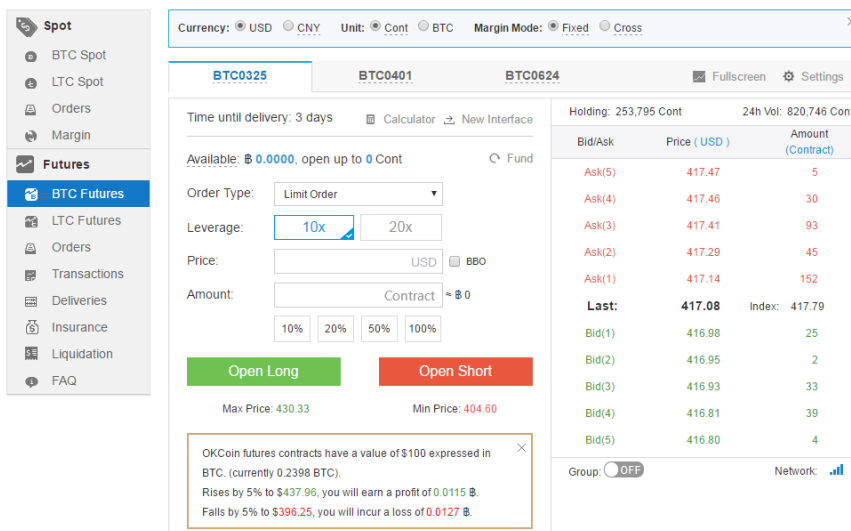 Spot
BTC Spot
LTC Spot
Orders
Margin
Futures
BTC Futures
LTC Futures
Orders
Transactions
Deliveries
Insurance
Liquidation
FAQ
Currency: USD CNY Unit: Cont BTC Margin Mode: Fixed Cross
BTC0325 BTC0401 BTC0624 Fullscreen Settings
Time until delivery: 3 days Calculator New Interface
Available: ฿ 0.0000, open up to 0 Cont Fund
Order Type: Limit Order
Leverage: 10x 20x
Price: USD BBO
Amount: Contract ≈ ฿ 0
10% 20% 50% 100%
Open Long Open Short
Max Price: 430.33 Min Price: 404.60
OKCoin futures contracts have a value of $100 expressed in
BTC. (currently 0.2398 BTC).
Rises by 5% to $437.96, you will earn a profit of 0.0115 ฿.
Falls by 5% to $396.25, you will incur a loss of 0.0127 ฿.
Holding: 253,795 Cont 24h Vol: 820,746 Cont
Bid/Ask Price ( USD ) Amount
(Contract)
Ask(5) 417.47 5
Ask(4) 417.46 30
Ask(3) 417.41 93
Ask(2) 417.29 45
Ask(1) 417.14 152
Last: 417.08 Index: 417.79
Bid(1) 416.98 25
Bid(2) 416.95 2
Bid(3) 416.93 33
Bid(4) 416.81 39
Bid(5) 416.80 4
Group: OFF Network: